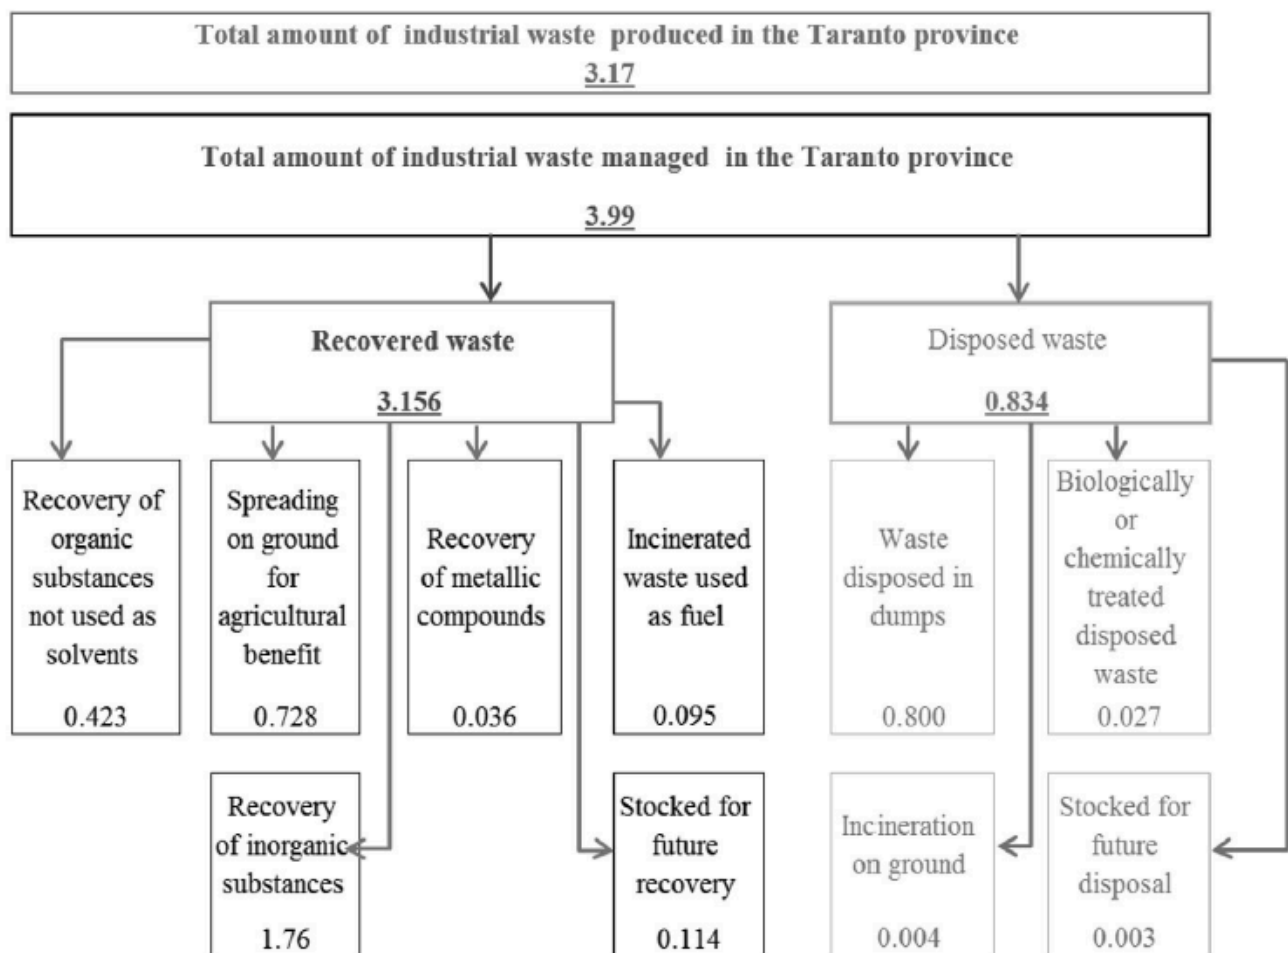 Total amount of industrial waste produced in the Taranto province
3.17
Total amount of industrial waste managed in the Taranto province
3.99
Recovered waste
3.156
Disposed waste
0.834
Recovery of
organic
substances
not used as
solvents
0.423
Spreading
on ground
for
agricultural
benefit
0.728
Recovery
of metallic
compounds
0.036
Incinerated
waste used
as fuel
0.095
Waste
disposed in
dumps
0.800
Biologically
or
chemically
treated
disposed
waste
0.027
Recovery
of inorganic
substances
1.76
Stocked for
future
recovery
0.114
Incineration
on ground
0.004
Stocked for
future
disposal
0.003